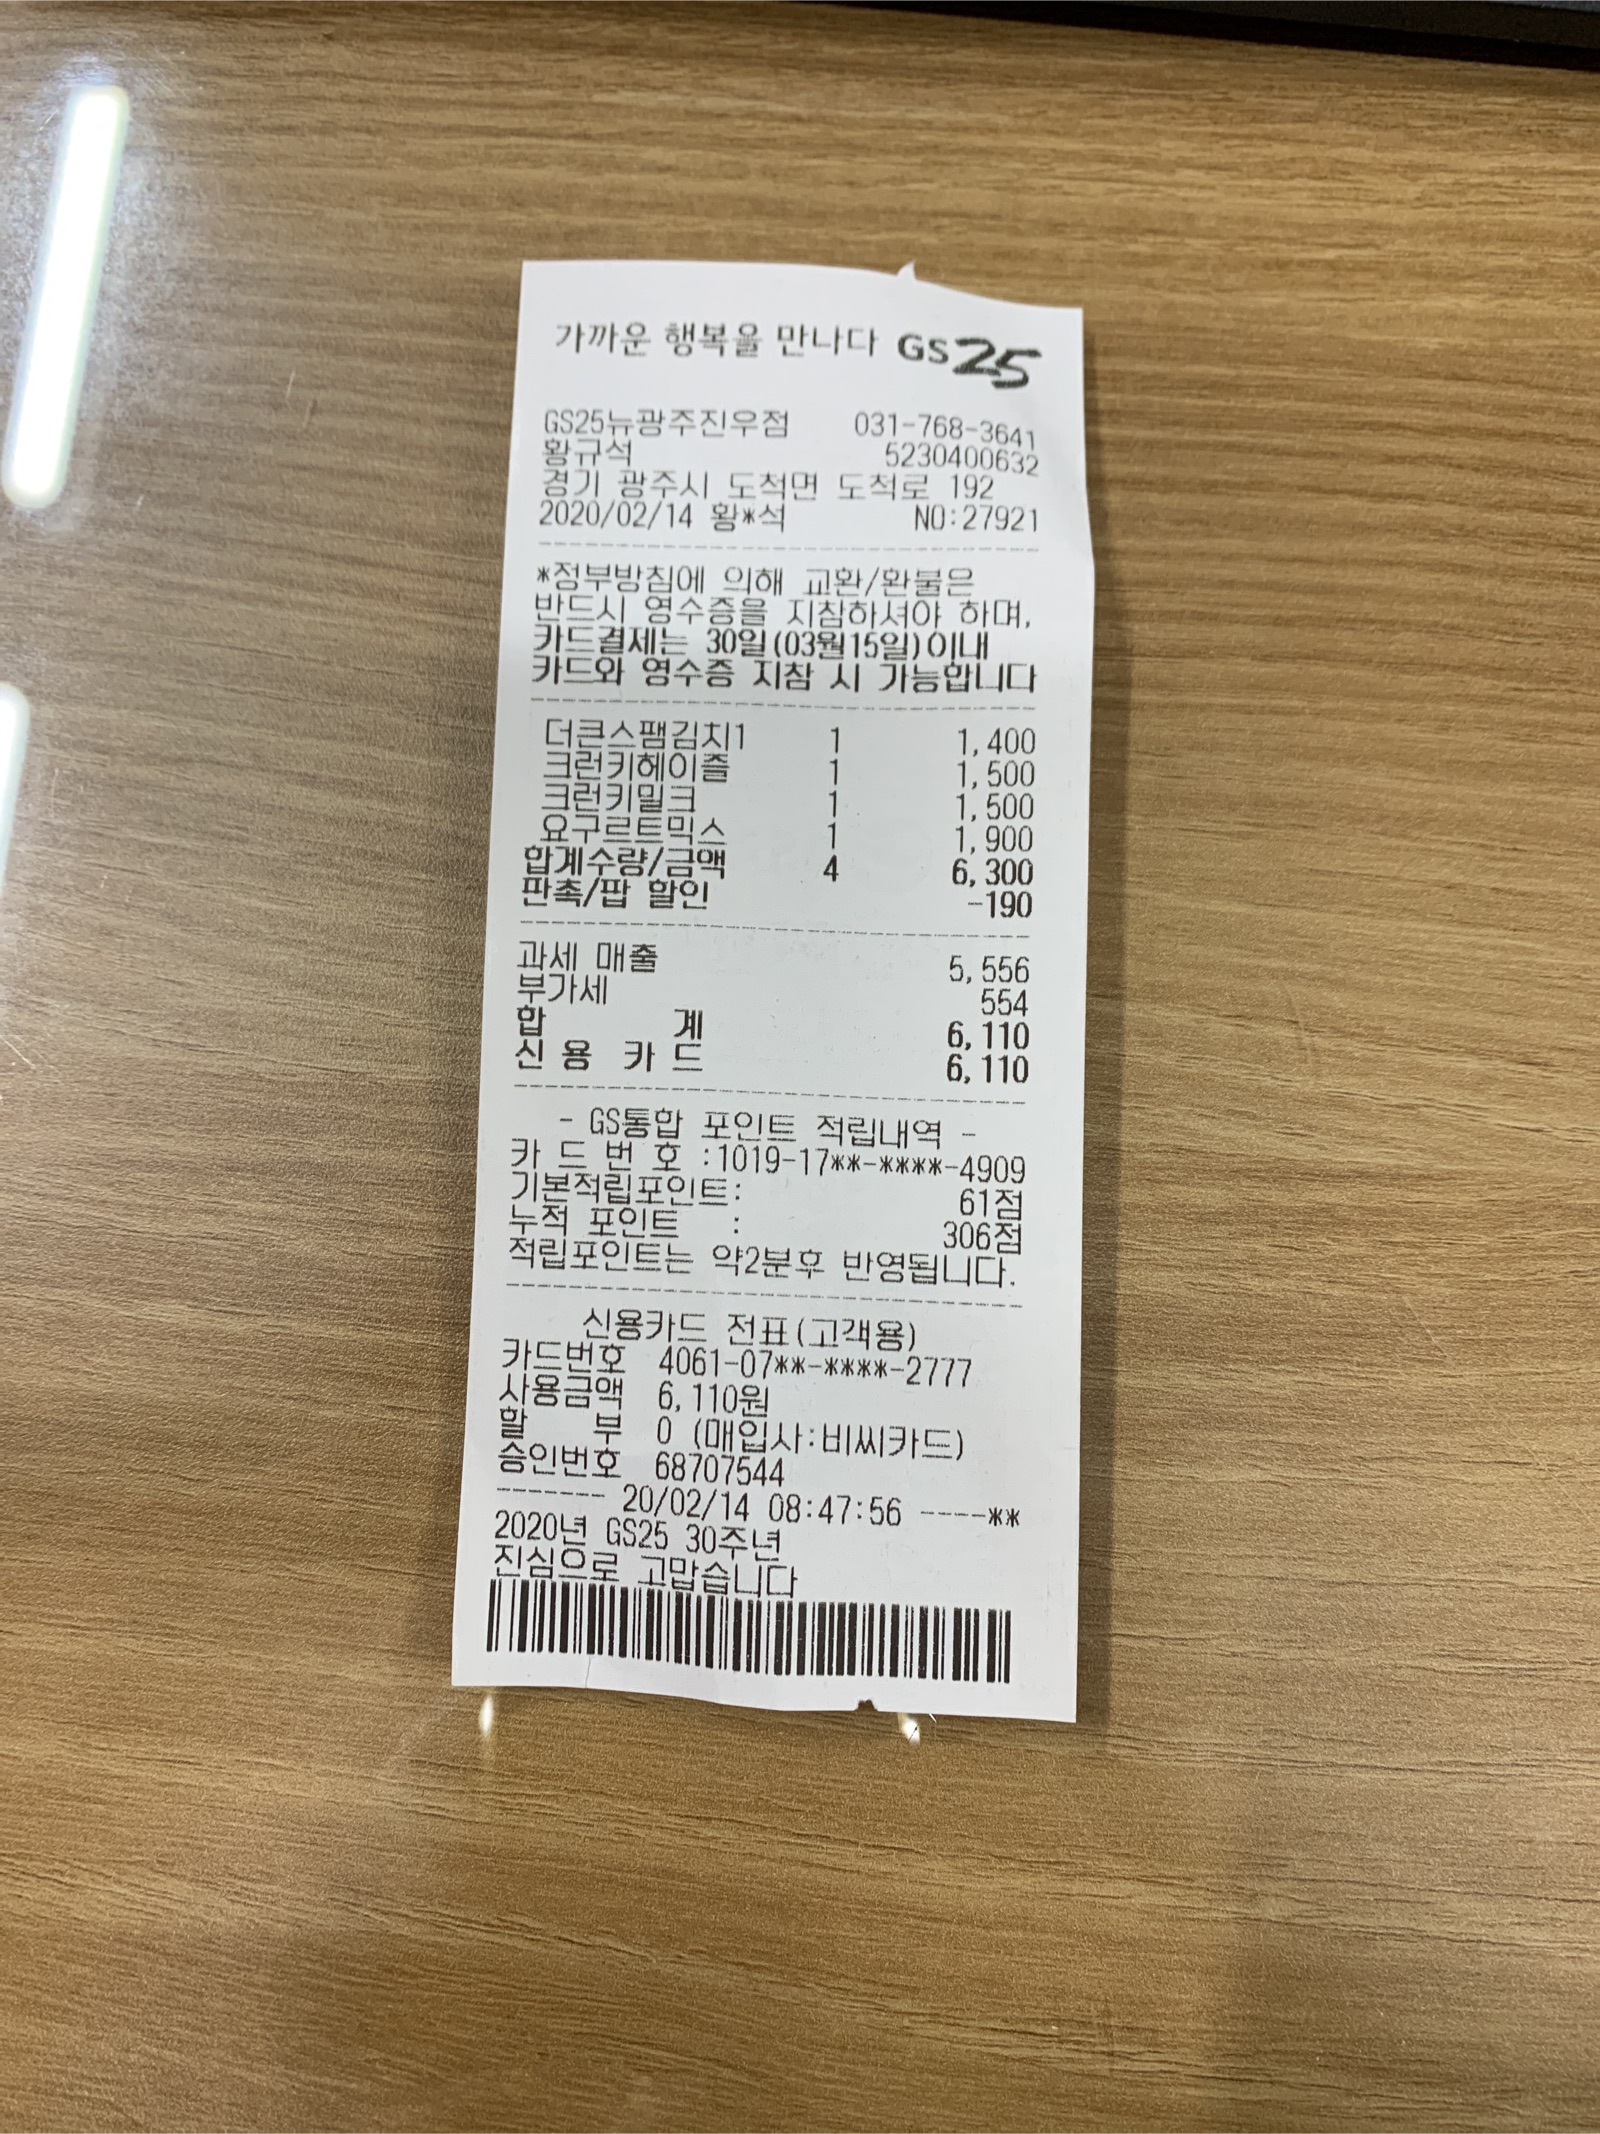 가까운 행복을 만나다 GS25
GS25뉴광주진우점 031-768-3641
황규석 5230400632
경기 광주시 도척면 도척로 192
2020/02/14 황*석 NO:27921
*정부방침에 의해 교환/환불은
반드시 영수증을 지참하셔야 하며,
카드결제는 30일(03월15일)이내
카드와 영수증 지참 시 가능합니다
더큰스팸김치1 1 1,400
크런키헤이즐 1 1,500
크런키밀크 1 1,500
요구르트믹스 1 1,900
합계수량/금액 4 6,300
판촉/팝 할인 -190
과세 매출 5,556
부가세 554
합 계 6,110
신 용 카 드 6,110
- GS통합 포인트 적립내역 -
카 드 번 호 :1019-17**-****-4909
기본적립포인트: 61점
누적 포인트 : 306점
적립포인트는 약2분후 반영됩니다.
신용카드 전표(고객용)
카드번호 4061-07**-****-2777
사용금액 6,110원
할 부 0 (매입사:비씨카드)
승인번호 68707544
------- 20/02/14 08:47:56 ----**
2020년 GS25 30주년
진심으로 고맙습니다